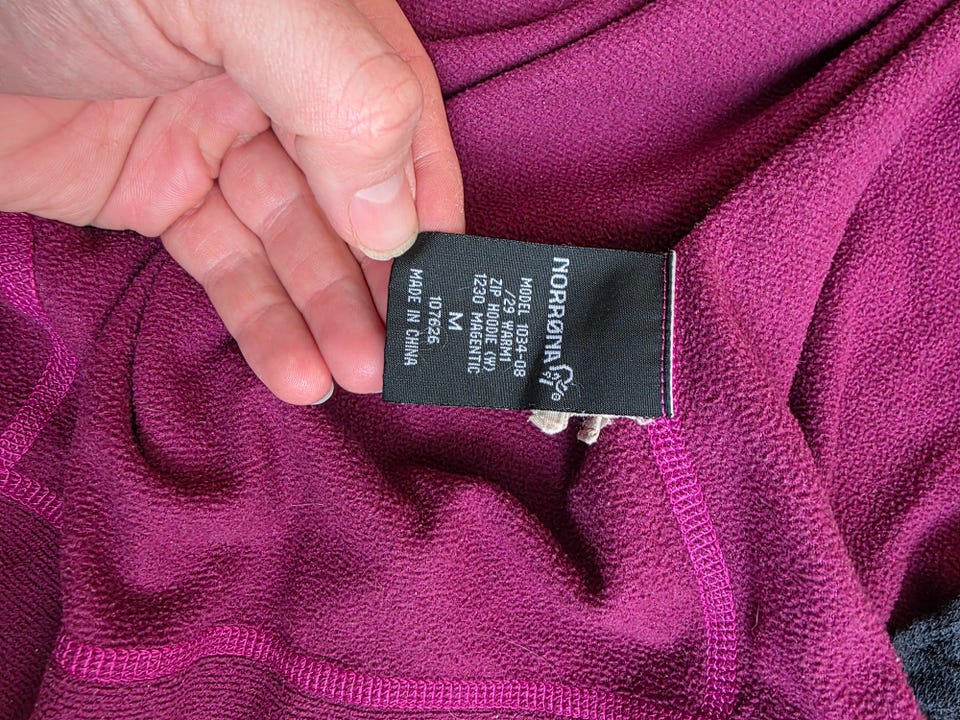 NORRØNA
MODEL 1034-08
/29 WARM1
ZIP HOODIE (W)
1230 MAGENTIC
M
107626
MADE IN CHINA